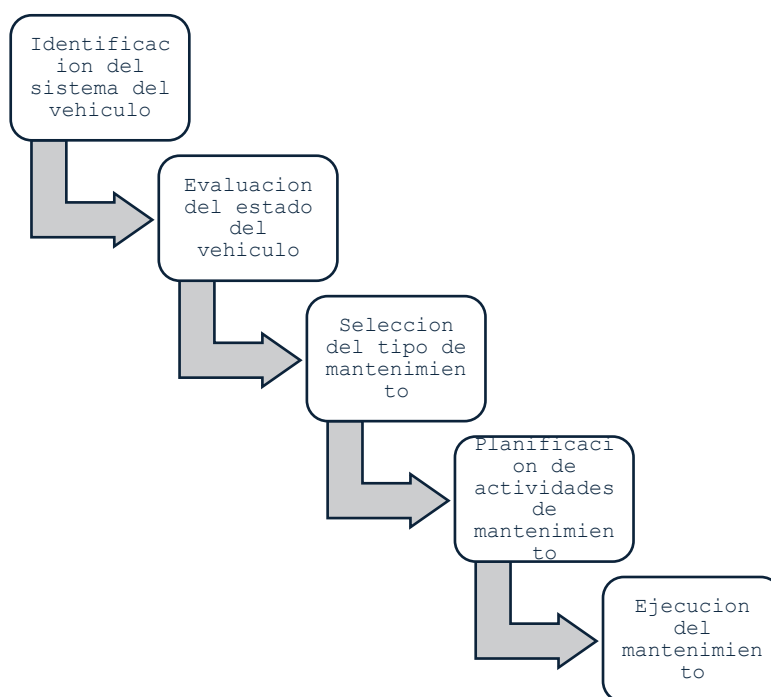 Identificac
ion del
sistema del
vehiculo
Evaluacion
del estado
del
vehiculo
Seleccion
del tipo de
mantenimien
to
Planificaci
on de
actividades
de
mantenimien
to
Ejecucion
del
mantenimien
to